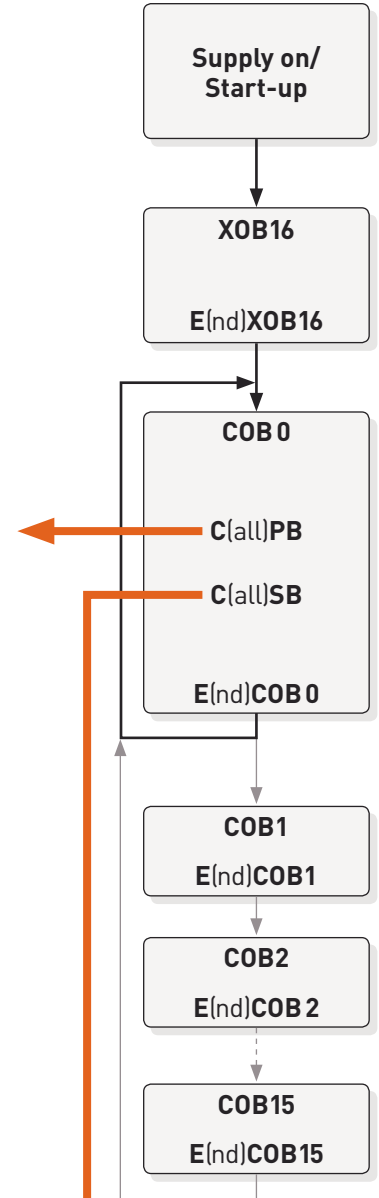 Supply on/
Start-up
XOB16
E(nd)XOB16
COB 0
C(all)PB
C(all)SB
E(nd)COB 0
COB1
E(nd)COB1
COB2
E(nd)COB 2
COB15
E(nd)COB15